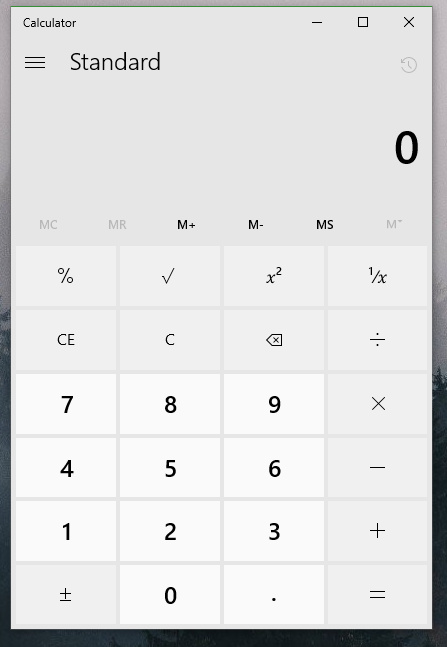 Calculator
Standard
0
MC MR M+ M- MS M˅
% √ x² ¹/x
CE C ÷
7 8 9 ×
4 5 6 −
1 2 3 +
± 0 . =